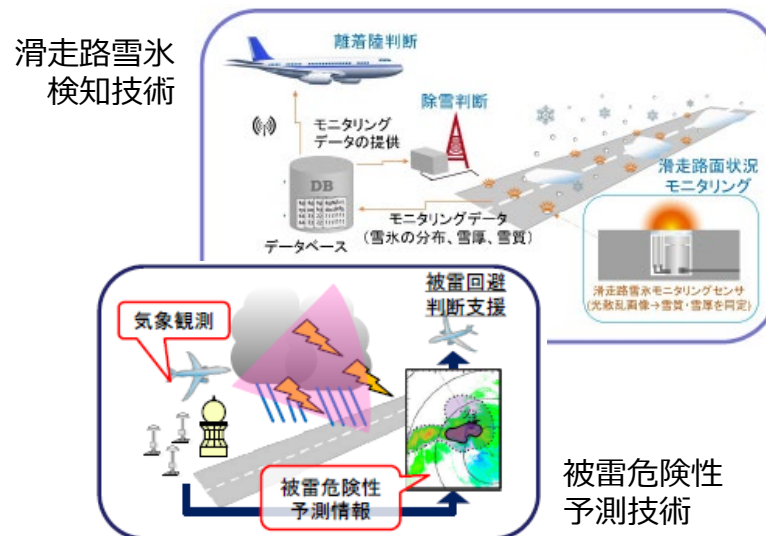 滑走路雪氷
検知技術
離着陸判断
除雪判断
モニタリング
データの提供
DB
データベース
モニタリングデータ
(雪氷の分布、雪厚、雪質)
滑走路面状況
モニタリング
滑走路雪氷モニタリングセンサ
(光散乱画像→雪質・雪厚を同定)
気象観測
被雷回避
判断支援
被雷危険性
予測情報
被雷危険性
予測技術